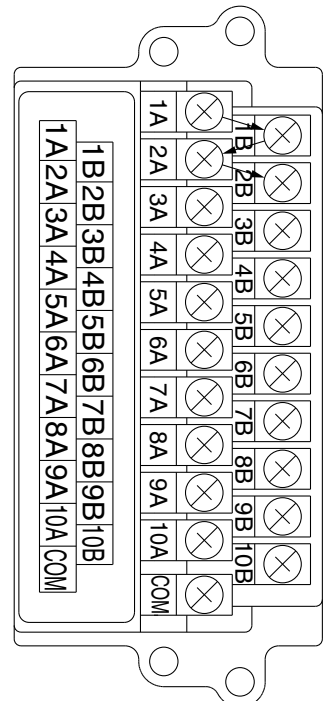 1A 2A 3A 4A 5A 6A 7A 8A 9A 10A COM
1B 2B 3B 4B 5B 6B 7B 8B 9B 10B
1A
2A
3A
4A
5A
6A
7A
8A
9A
10A
COM
1B
2B
3B
4B
5B
6B
7B
8B
9B
10B